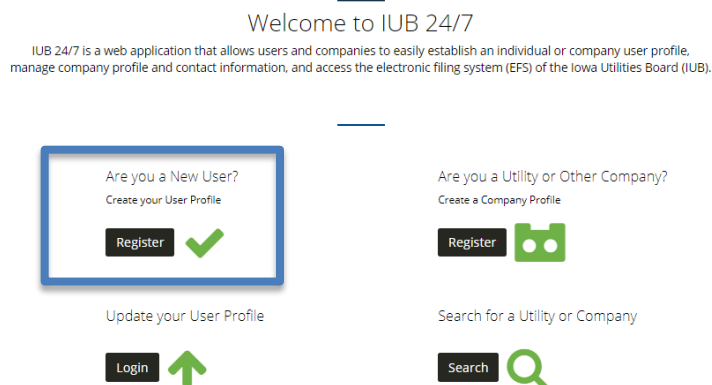 Welcome to IUB 24/7
IUB 24/7 is a web application that allows users and companies to easily establish an individual or company user profile,
manage company profile and contact information, and access the electronic filing system (EFS) of the Iowa Utilities Board (IUB).
Are you a New User?
Create your User Profile
Register
Are you a Utility or Other Company?
Create a Company Profile
Register
Update your User Profile
Login
Search for a Utility or Company
Search